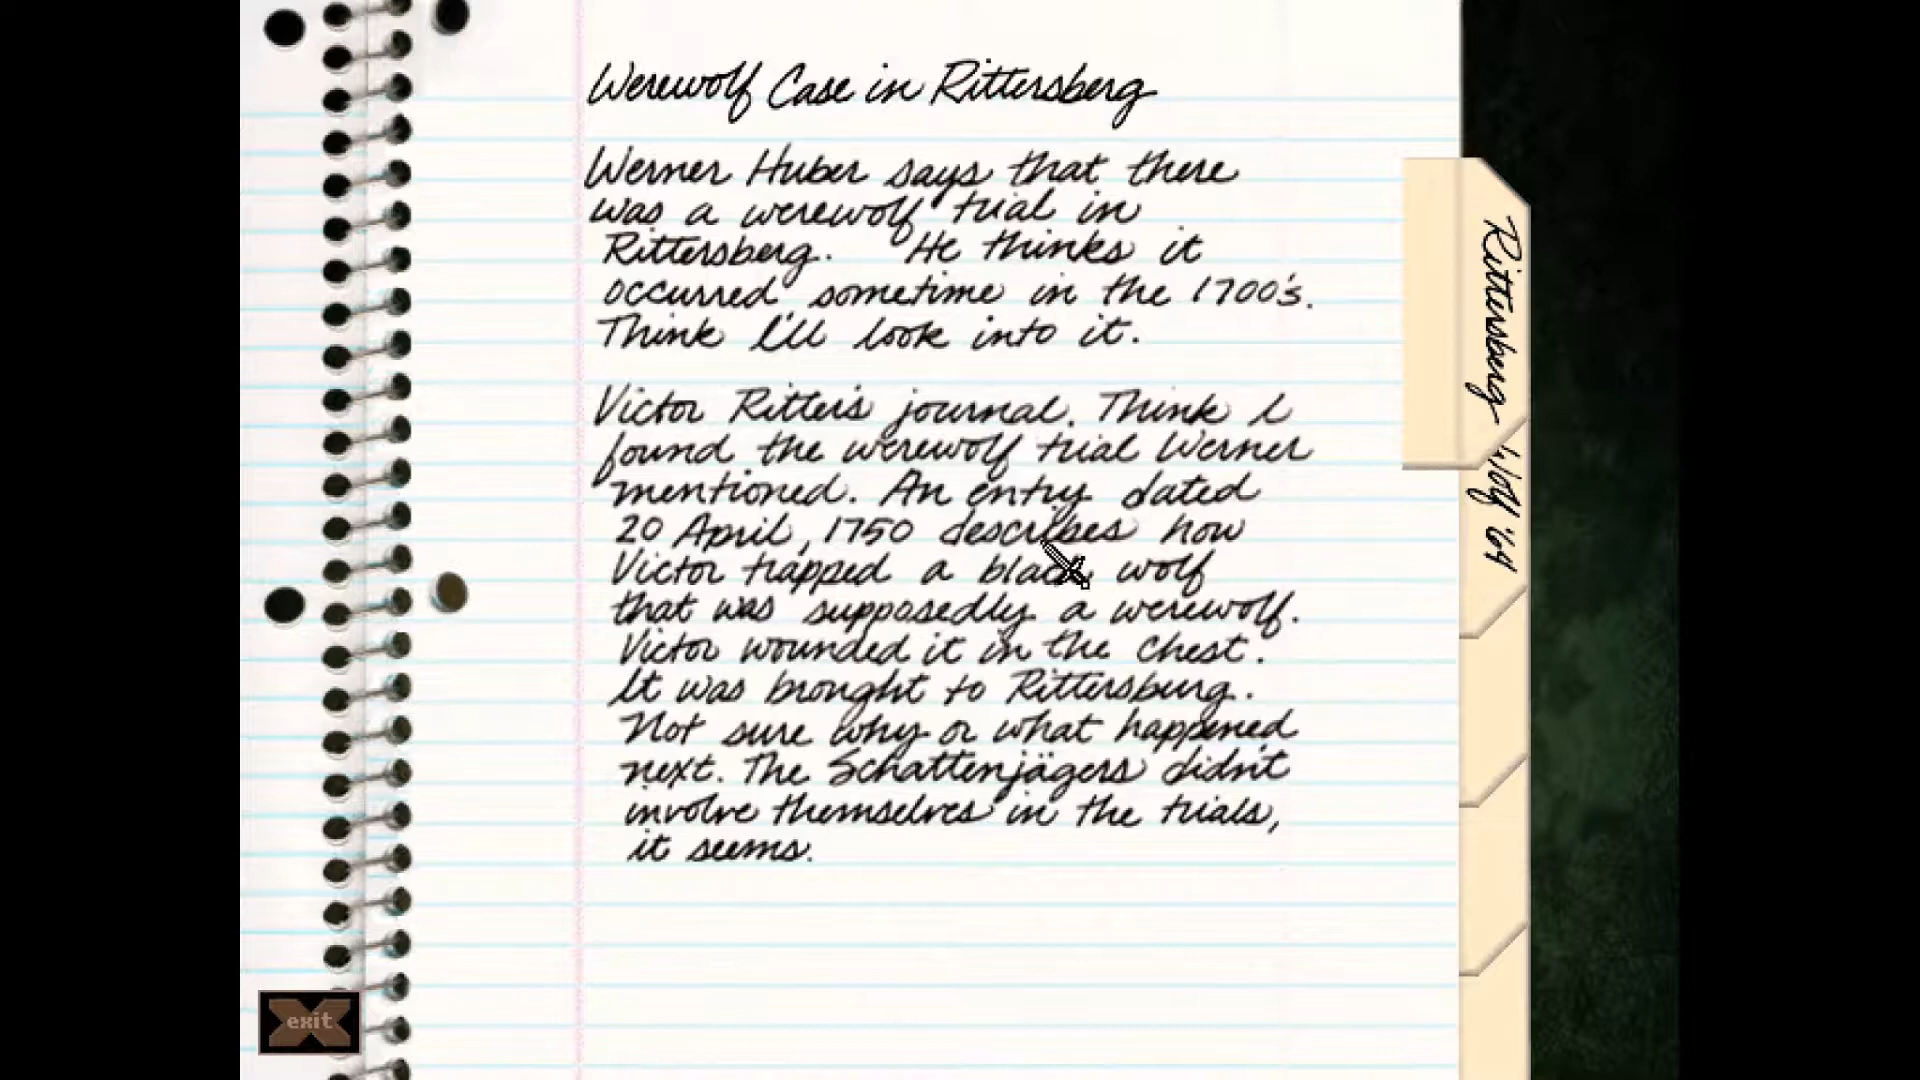 Werewolf Case in Rittersberg
Werner Huber says that there
was a werewolf trial in
Rittersberg. He thinks it
occurred sometime in the 1700's.
Think I'll look into it.
Victor Ritter's journal. Think I
found the werewolf trial Werner
mentioned. An entry dated
20 April, 1750 describes how
Victor trapped a black wolf
that was supposedly a werewolf.
Victor wounded it in the chest.
It was brought to Rittersburg.
Not sure why or what happened
next. The Schattenjägers didn't
involve themselves in the trials,
it seems.
Rittersberg
Wolf '64
exit